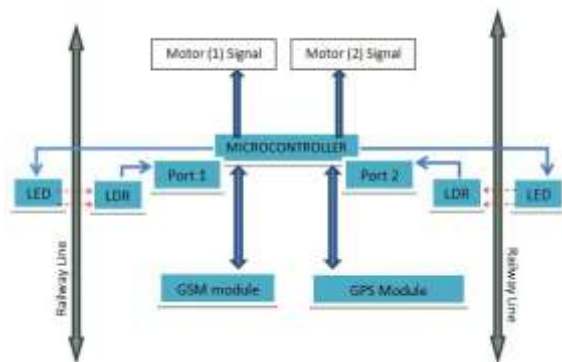 Motor (1) Signal
Motor (2) Signal
MICROCONTROLLER
Port 1
Port 2
LED
LDR
LDR
LED
Railway Line
Railway Line
GSM module
GPS Module